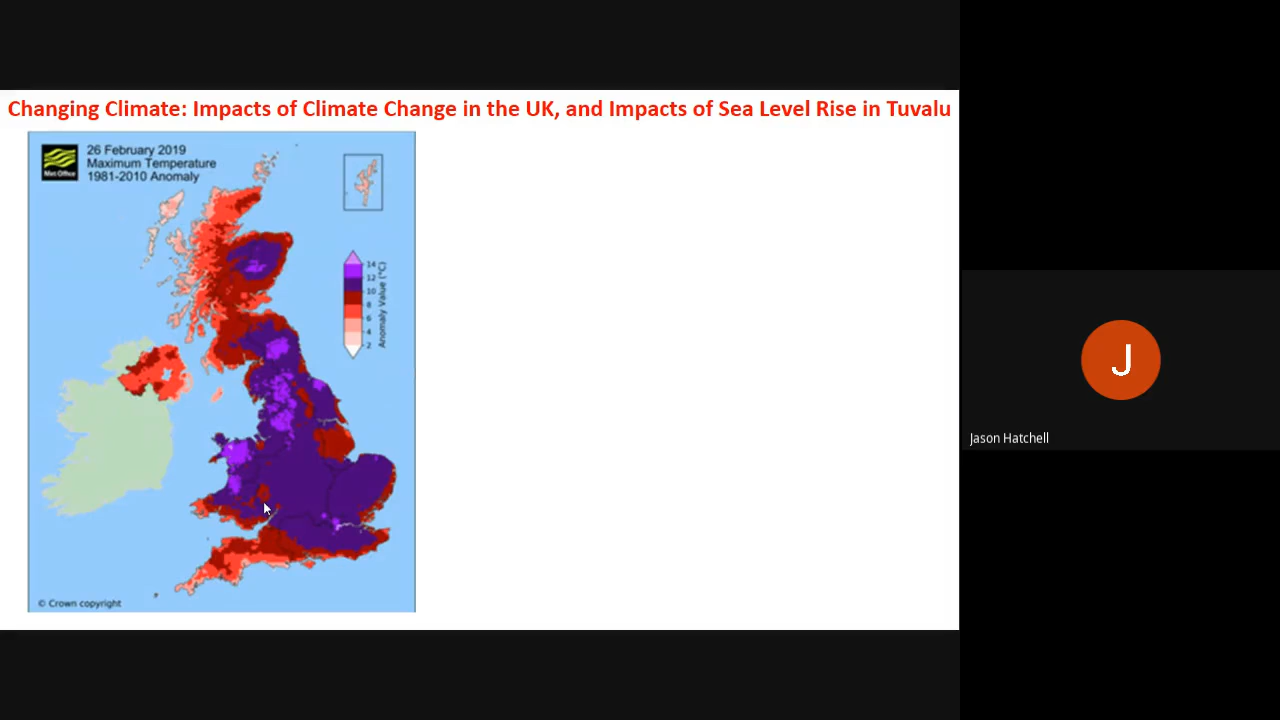 Changing Climate: Impacts of Climate Change in the UK, and Impacts of Sea Level Rise in Tuvalu
Met Office
26 February 2019
Maximum Temperature
1981-2010 Anomaly
14
12
10
8
6
4
2
Anomaly Value (°C)
© Crown copyright
J
Jason Hatchell